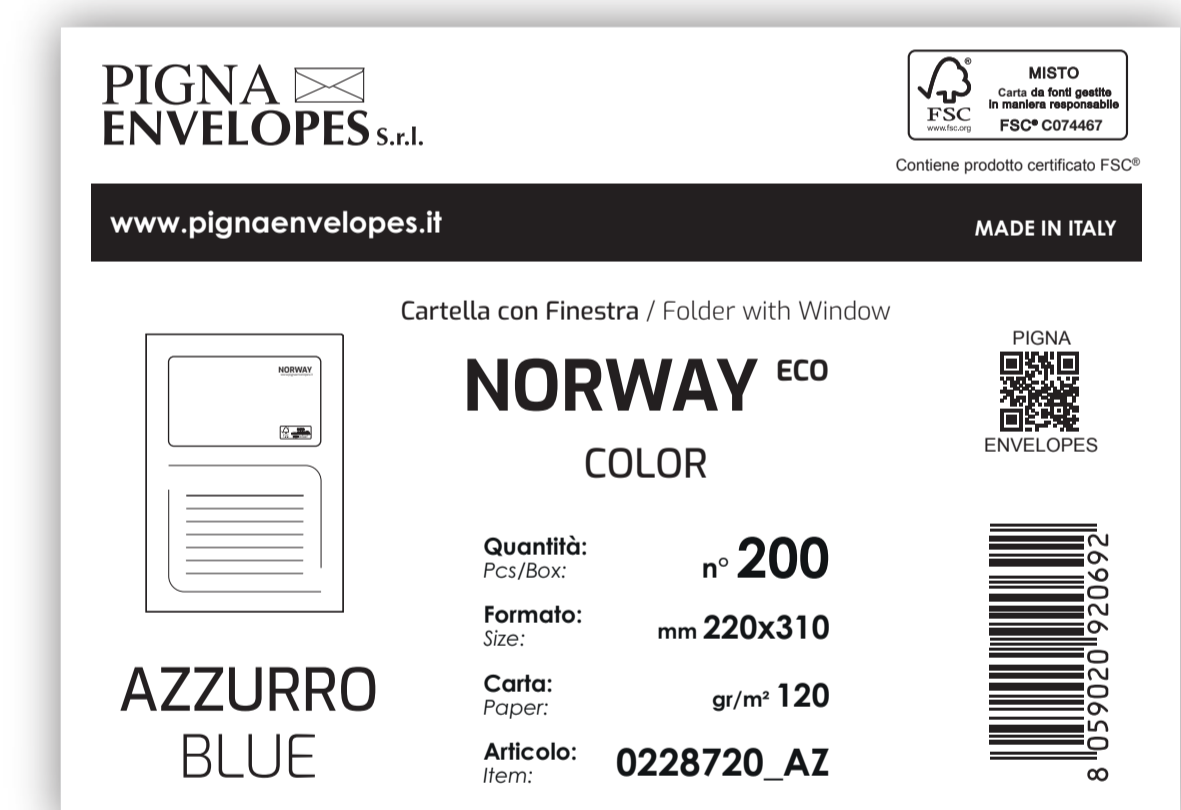 PIGNA
ENVELOPES S.r.l.
FSC®
www.fsc.org
MISTO
Carta da fonti gestite
in maniera responsabile
FSC® C074467
Contiene prodotto certificato FSC®
www.pignaenvelopes.it
MADE IN ITALY
Cartella con Finestra / Folder with Window
NORWAY ECO
COLOR
NORWAY
PIGNA
ENVELOPES
Quantità:
Pcs/Box:
n° 200
Formato:
Size:
mm 220x310
Carta:
Paper:
gr/m² 120
Articolo:
Item:
0228720_AZ
AZZURRO
BLUE
8 059020 920692